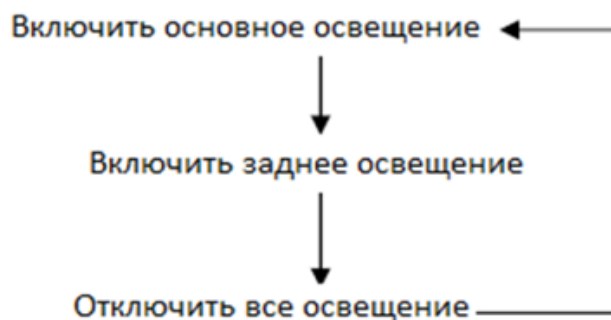 Включить основное освещение
Включить заднее освещение
Отключить все освещение